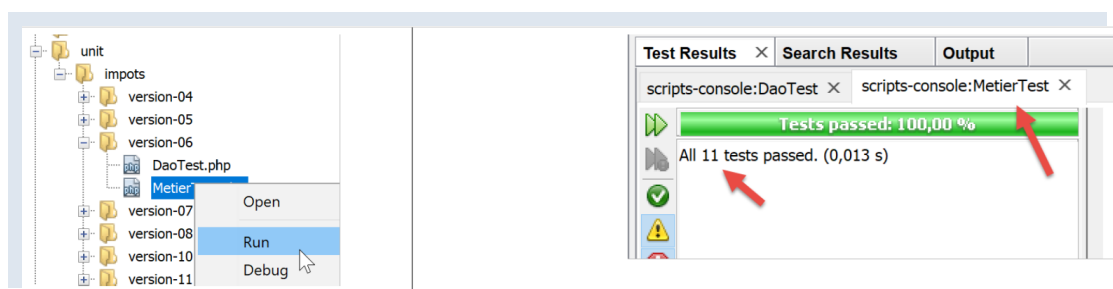 unit
impots
version-04
version-05
version-06
DaoTest.php
Metier
version-07
version-08
version-10
version-11
Open
Run
Debug
Test Results
Search Results
Output
scripts-console:DaoTest
scripts-console:MetierTest
Tests passed: 100,00 %
All 11 tests passed. (0,013 s)